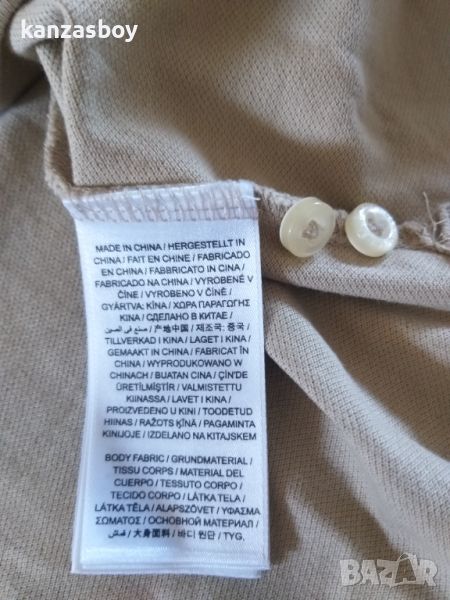 kanzasboy
MADE IN CHINA / HERGESTELLT IN
CHINA / FAIT EN CHINE / FABRICADO
EN CHINA / FABBRICATO IN CINA /
FABRICADO NA CHINA / VYROBENÉ V
ČÍNE / VYROBENO V ČÍNĚ /
GYÁRTVA: KÍNA / ΧΩΡΑ ΠΑΡΑΓΩΓΗΣ
ΚΙΝΑ / СДЕЛАНО В КИТАЕ /
صنع في الصين / 产地中国 / 제조국: 중국 /
TILLVERKAD I KINA / LAGET I KINA /
GEMAAKT IN CHINA / FABRICAT ÎN
CHINA / WYPRODUKOWANO W
CHINACH / BUATAN CINA / ÇİN'DE
ÜRETİLMİŞTİR / VALMISTETTU
KIINASSA / LAVET I KINA /
PROIZVEDENO U KINI / TOODETUD
HIINAS / RAŽOTS ĶĪNĀ / PAGAMINTA
KINIJOJE / IZDELANO NA KITAJSKEM
BODY FABRIC / GRUNDMATERIAL /
TISSU CORPS / MATERIAL DEL
CUERPO / TESSUTO CORPO /
TECIDO CORPO / LÁTKA TELA /
LÁTKA TĚLA / ALAPSZÖVET / ΥΦΑΣΜΑ
ΣΩΜΑΤΟΣ / ОСНОВНОЙ МАТЕРИАЛ /
قماش / 大身面料 / 바디 원단 / TYG.
BAZAR